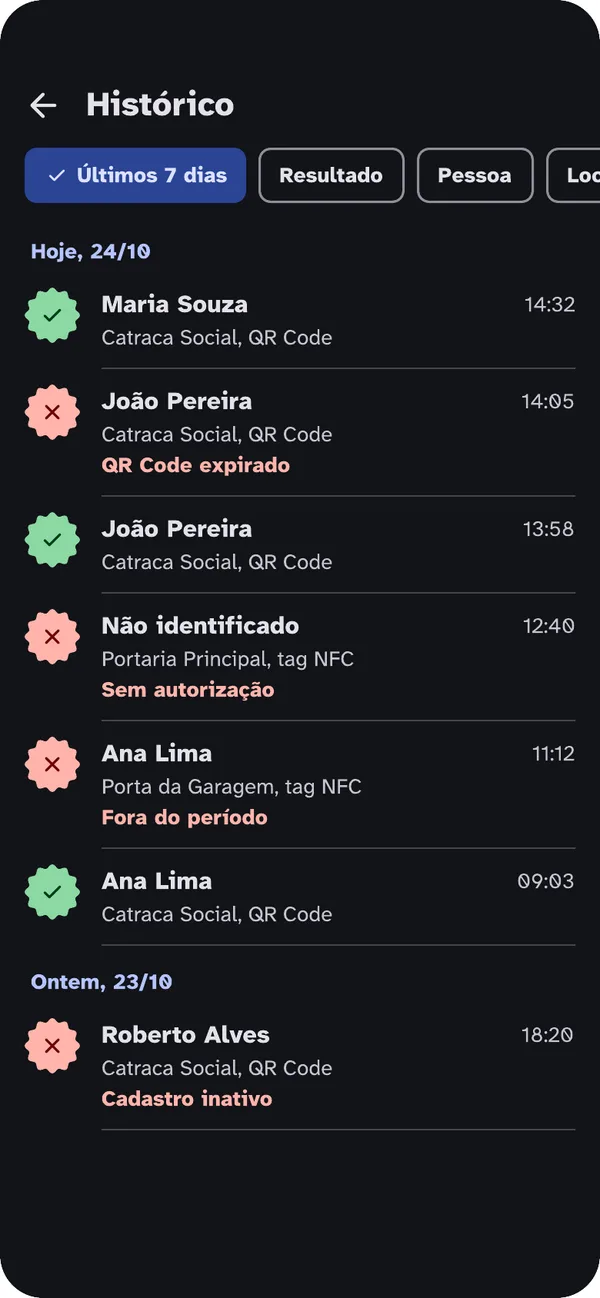 Histórico
Últimos 7 dias Resultado Pessoa Loc
Hoje, 24/10
Maria Souza 14:32
Catraca Social, QR Code
João Pereira 14:05
Catraca Social, QR Code
QR Code expirado
João Pereira 13:58
Catraca Social, QR Code
Não identificado 12:40
Portaria Principal, tag NFC
Sem autorização
Ana Lima 11:12
Porta da Garagem, tag NFC
Fora do período
Ana Lima 09:03
Catraca Social, QR Code
Ontem, 23/10
Roberto Alves 18:20
Catraca Social, QR Code
Cadastro inativo